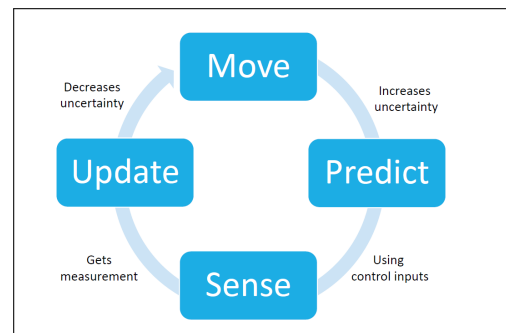 Move
Decreases
uncertainty
Increases
uncertainty
Update
Predict
Gets
measurement
Using
control inputs
Sense